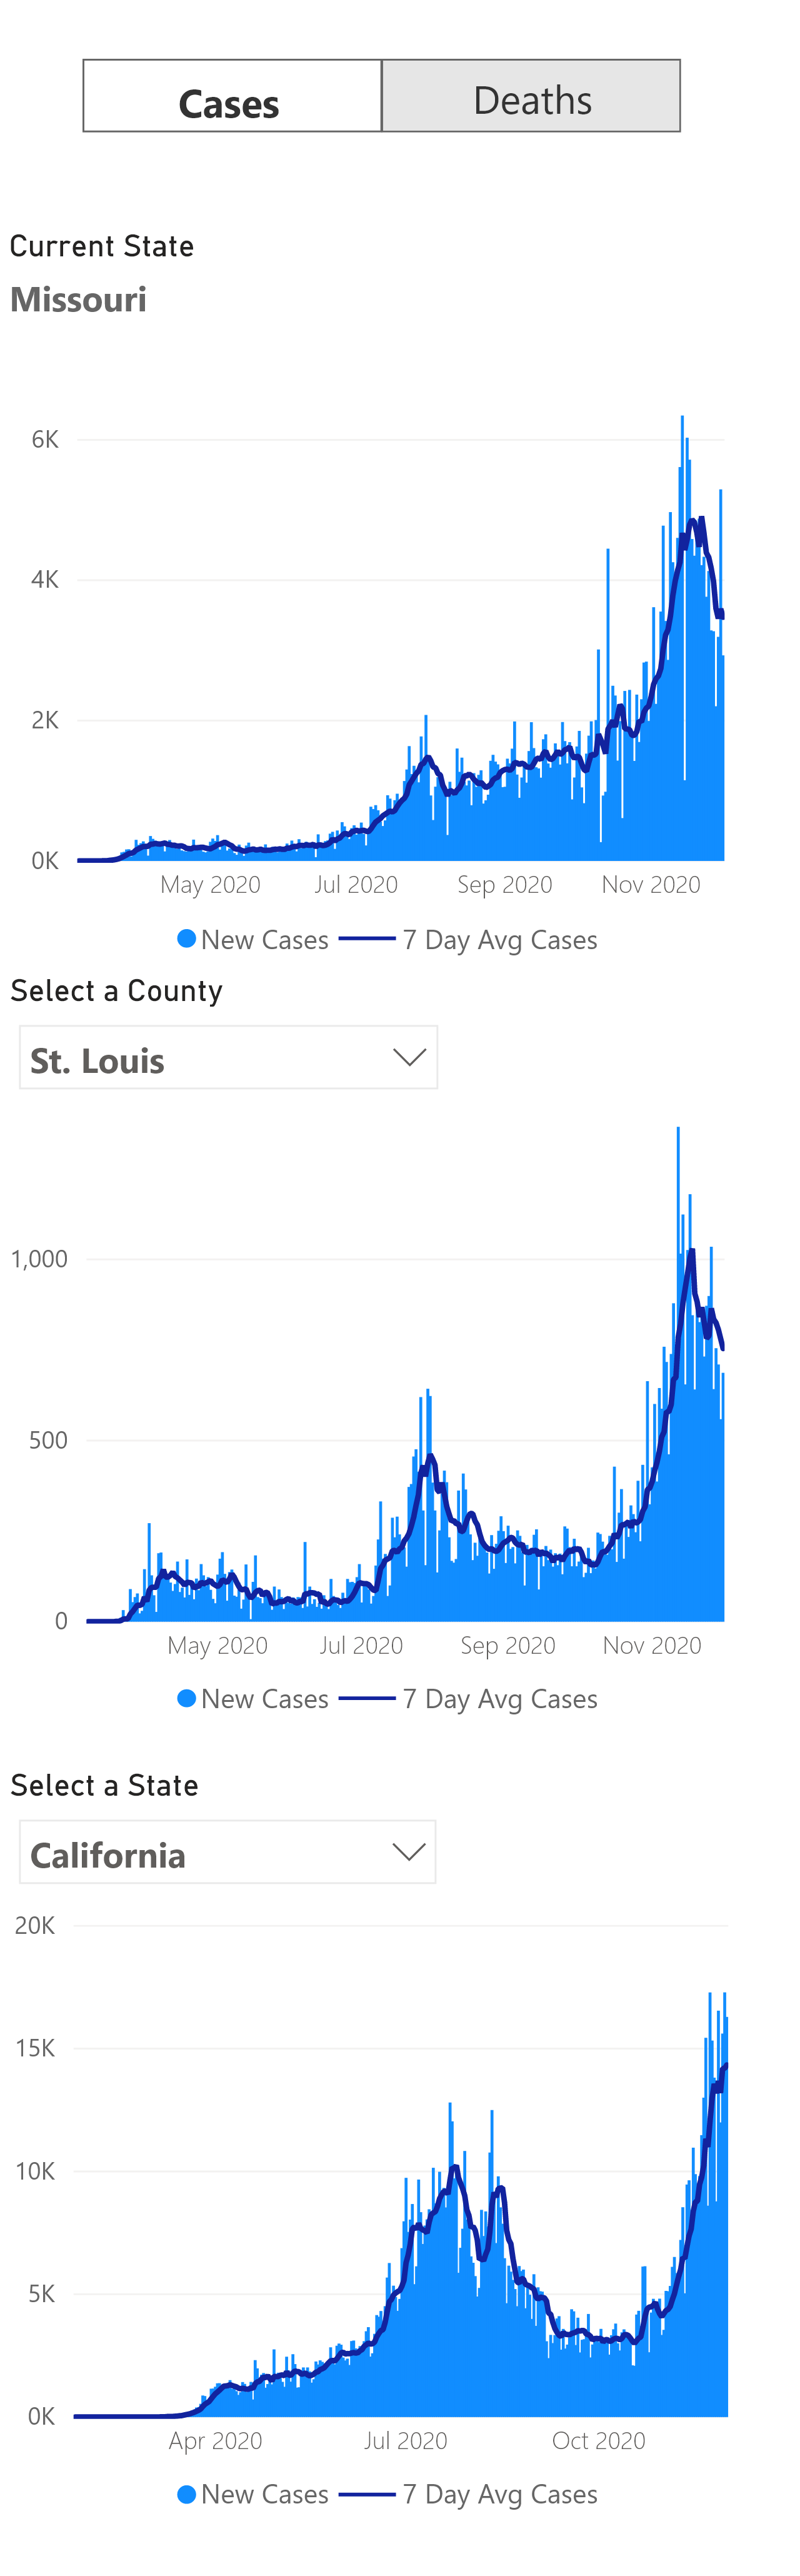 Cases Deaths
Current State
Missouri
6K
4K
2K
0K
May 2020 Jul 2020 Sep 2020 Nov 2020
New Cases 7 Day Avg Cases
Select a County
St. Louis
1,000
500
0
May 2020 Jul 2020 Sep 2020 Nov 2020
New Cases 7 Day Avg Cases
Select a State
California
20K
15K
10K
5K
0K
Apr 2020 Jul 2020 Oct 2020
New Cases 7 Day Avg Cases